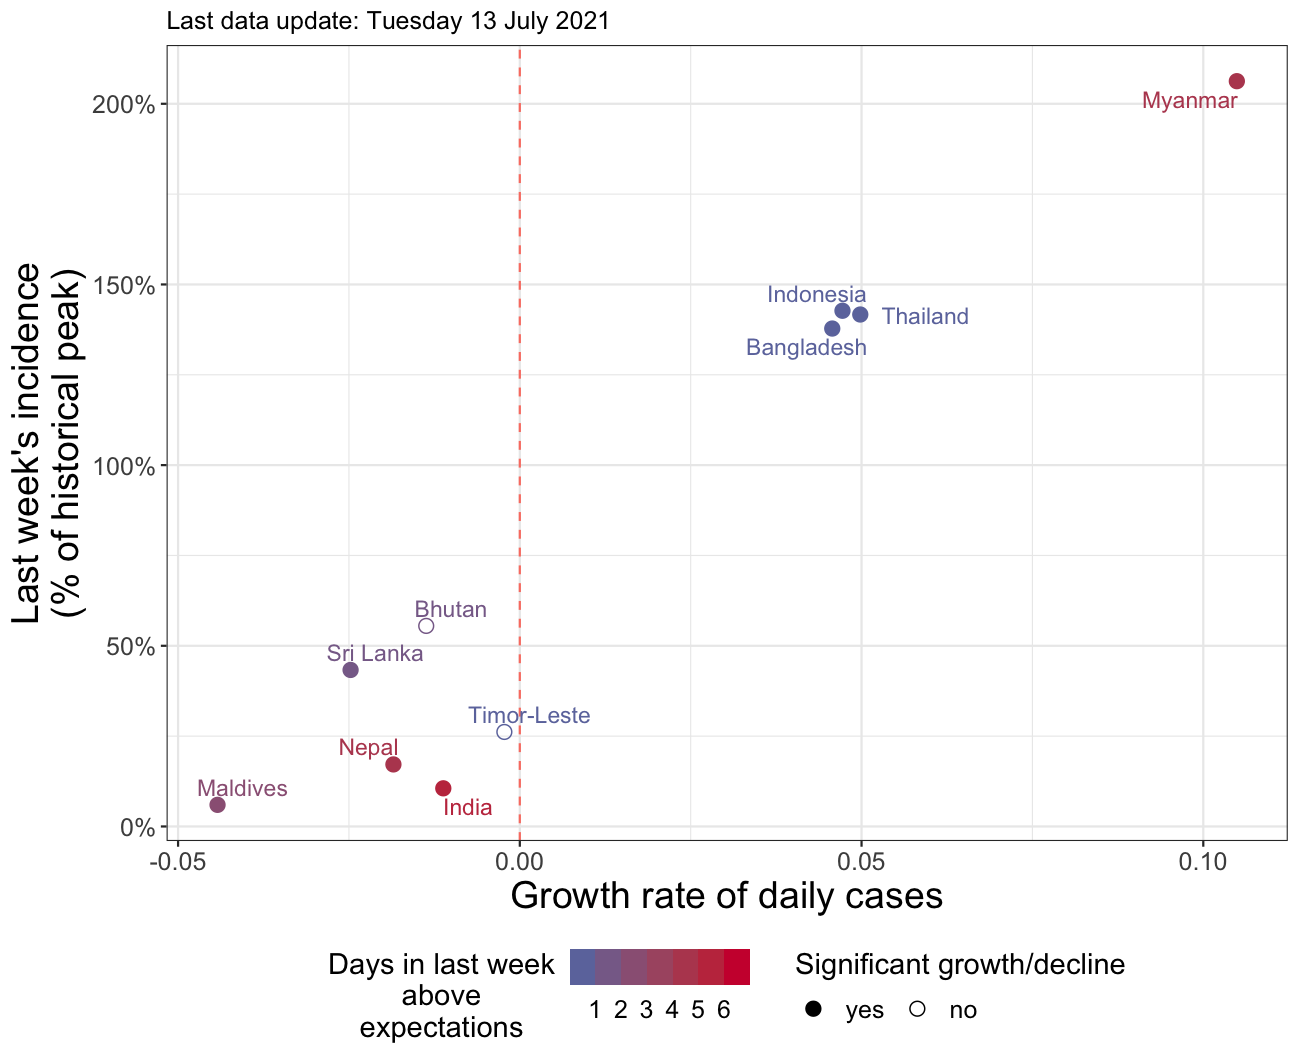 Last data update: Tuesday 13 July 2021
Last week's incidence
(% of historical peak)
200%
150%
100%
50%
0%
Myanmar
Indonesia
Thailand
Bangladesh
Bhutan
Sri Lanka
Timor-Leste
Nepal
Maldives
India
-0.05 0.00 0.05 0.10
Growth rate of daily cases
Days in last week
above
expectations
1 2 3 4 5 6
Significant growth/decline
yes no